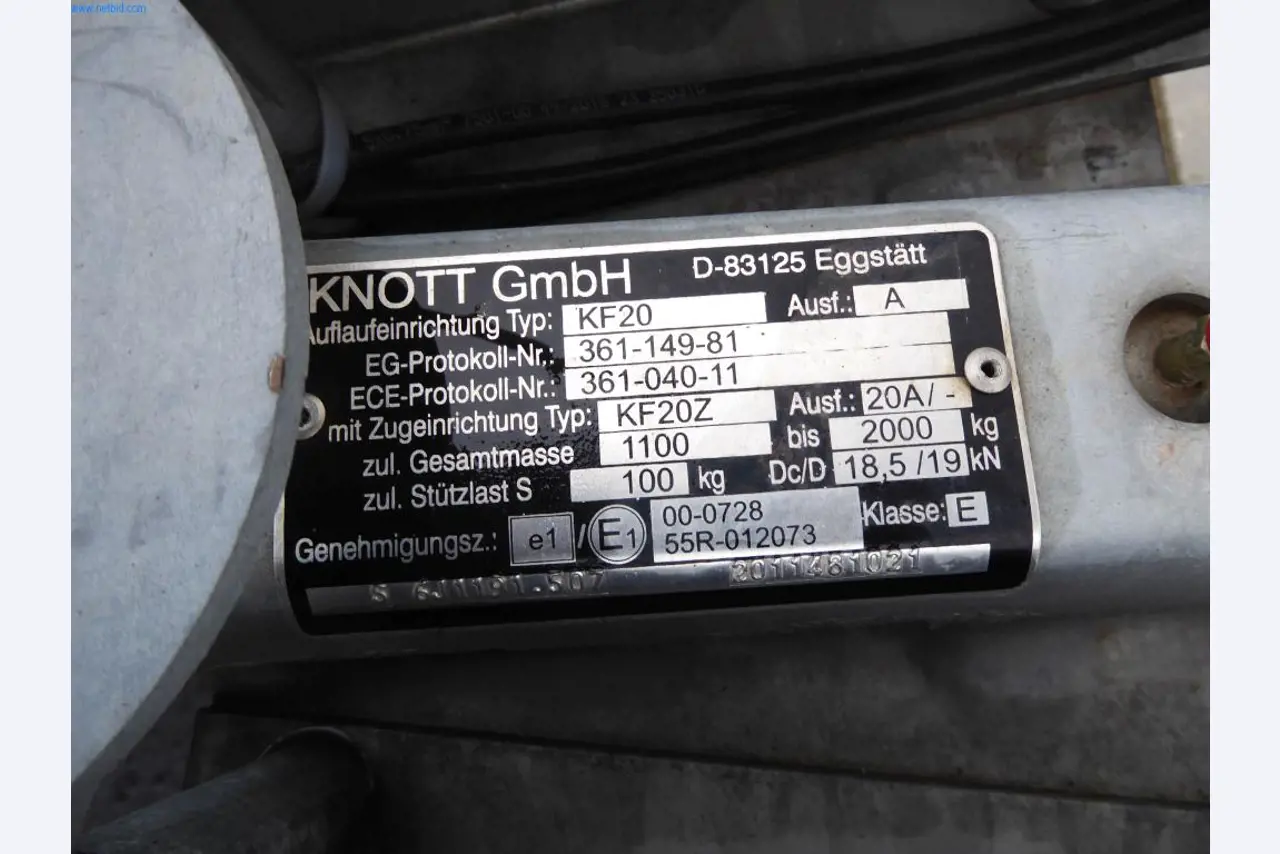 www.netbid.com
KNOTT GmbH D-83125 Eggstätt
Auflaufeinrichtung Typ: KF20 Ausf.: A
EG-Protokoll-Nr.: 361-149-81
ECE-Protokoll-Nr.: 361-040-11
mit Zugeinrichtung Typ: KF20Z Ausf.: 20A/ -
zul. Gesamtmasse 1100 bis 2000 kg
zul. Stützlast S 100 kg Dc/D 18,5/19 kN
Genehmigungsz.: e1 / E1 00-0728 Klasse: E
55R-012073
2011481021